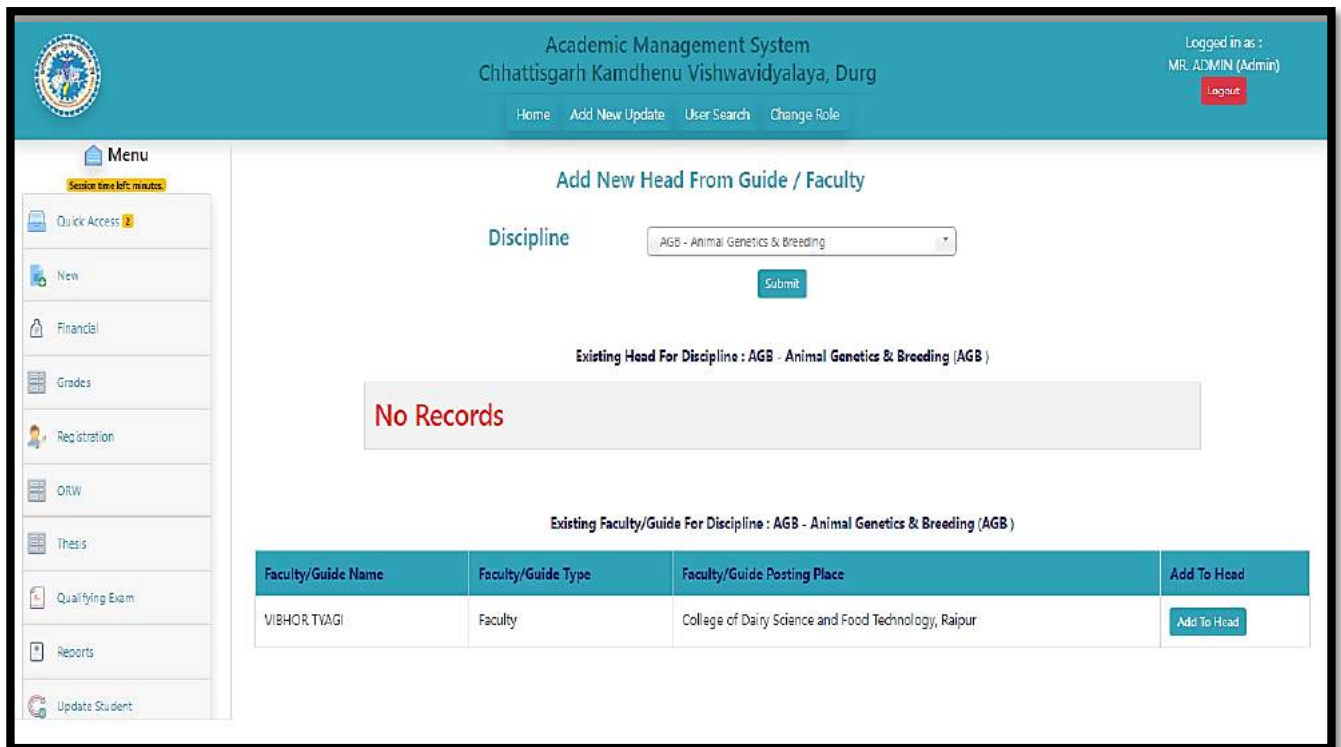 Academic Management System
Chhattisgarh Kamdhenu Vishwavidyalaya, Durg
Home Add New Update User Search Change Role
Logged in as :
MR. ADMIN (Admin)
Logout
Menu
Session time left: minutes.
Quick Access 2
New
Financial
Grades
Registration
ORW
Thesis
Qualifying Exam
Reports
Update Student
Add New Head From Guide / Faculty
Discipline AGB - Animal Genetics & Breeding
Submit
Existing Head For Discipline : AGB - Animal Genetics & Breeding (AGB )
No Records
Existing Faculty/Guide For Discipline : AGB - Animal Genetics & Breeding (AGB )
Faculty/Guide Name Faculty/Guide Type Faculty/Guide Posting Place Add To Head
VIBHOR TYAGI Faculty College of Dairy Science and Food Technology, Raipur Add To Head